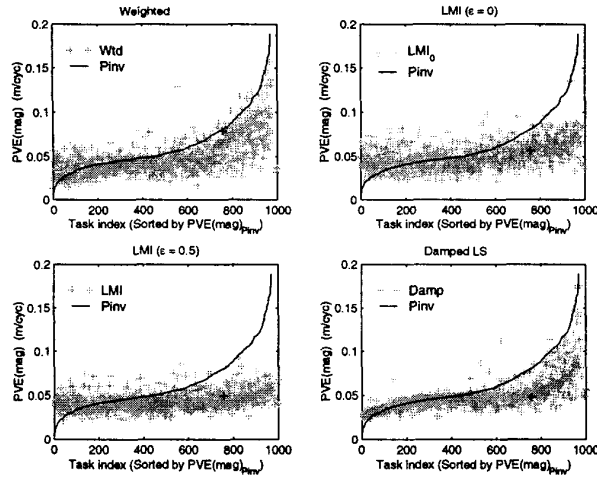 Weighted
LMI (ε = 0)
0.2
0.15
0.1
0.05
0
PVE(mag) (m/cyc)
Wtd
Pinv
0 200 400 600 800 1000
Task index (Sorted by PVE(mag)Pinv)
0.2
0.15
0.1
0.05
0
PVE(mag) (m/cyc)
LMI0
Pinv
0 200 400 600 800 1000
Task index (Sorted by PVE(mag)Pinv)
LMI (ε = 0.5)
Damped LS
0.2
0.15
0.1
0.05
0
PVE(mag) (m/cyc)
LMI
Pinv
0 200 400 600 800 1000
Task index (Sorted by PVE(mag)Pinv)
0.2
0.15
0.1
0.05
0
PVE(mag) (m/cyc)
Damp
Pinv
0 200 400 600 800 1000
Task index (Sorted by PVE(mag)Pinv)